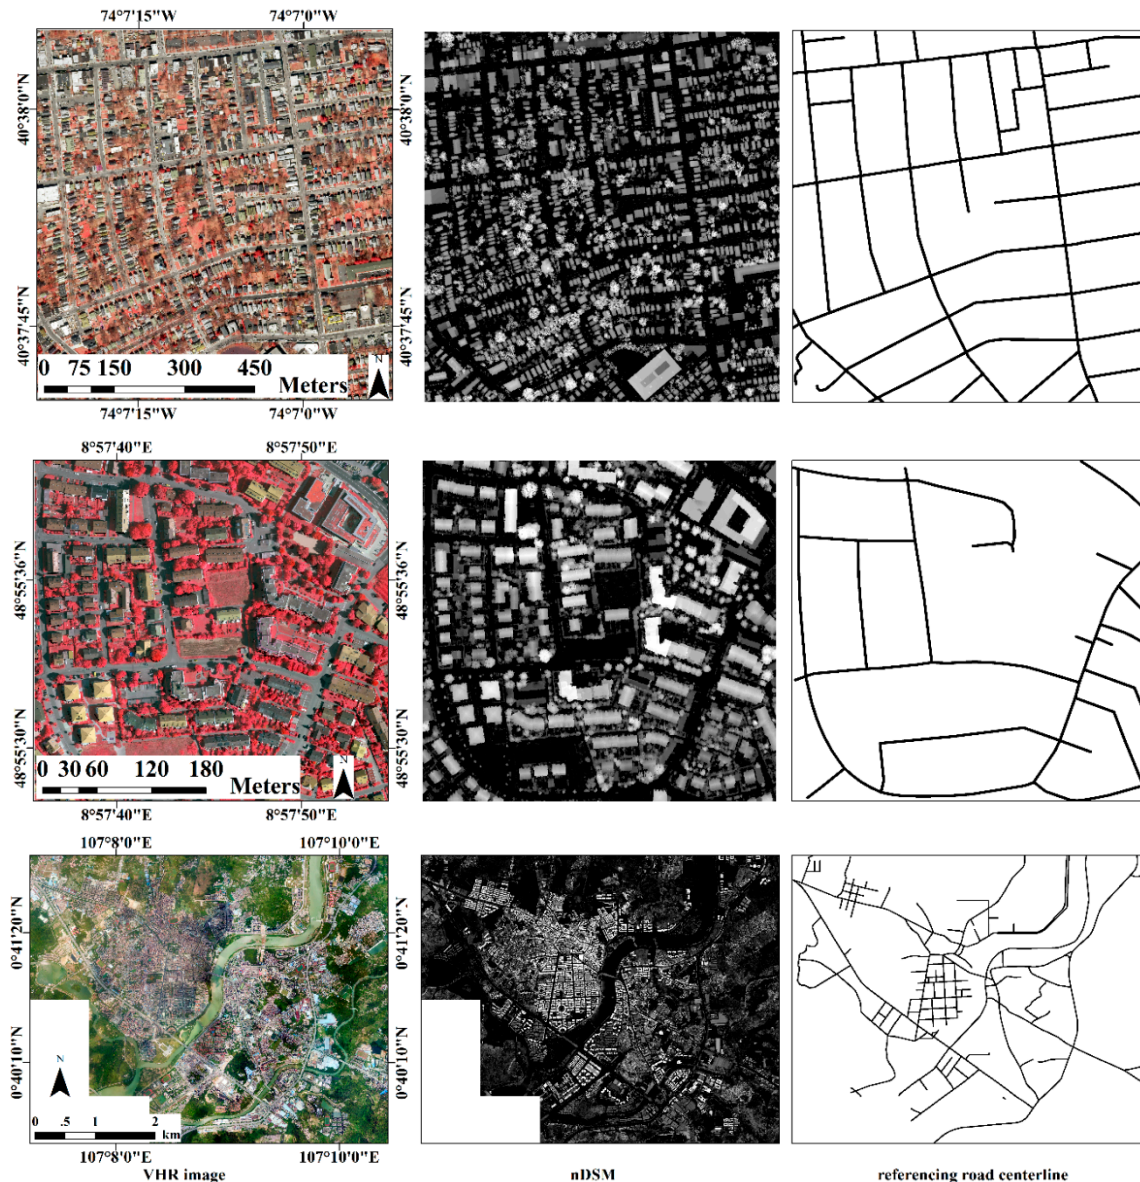 74°7'15"W 74°7'0"W
40°38'0"N 40°38'0"N
40°37'45"N 40°37'45"N
0 75 150 300 450
Meters
N
74°7'15"W 74°7'0"W
8°57'40"E 8°57'50"E
48°55'36"N 48°55'36"N
48°55'30"N 48°55'30"N
0 30 60 120 180
Meters
N
8°57'40"E 8°57'50"E
107°8'0"E 107°10'0"E
0°41'20"N 0°41'20"N
0°40'10"N 0°40'10"N
N
0 .5 1 2
km
107°8'0"E 107°10'0"E
VHR image nDSM referencing road centerline